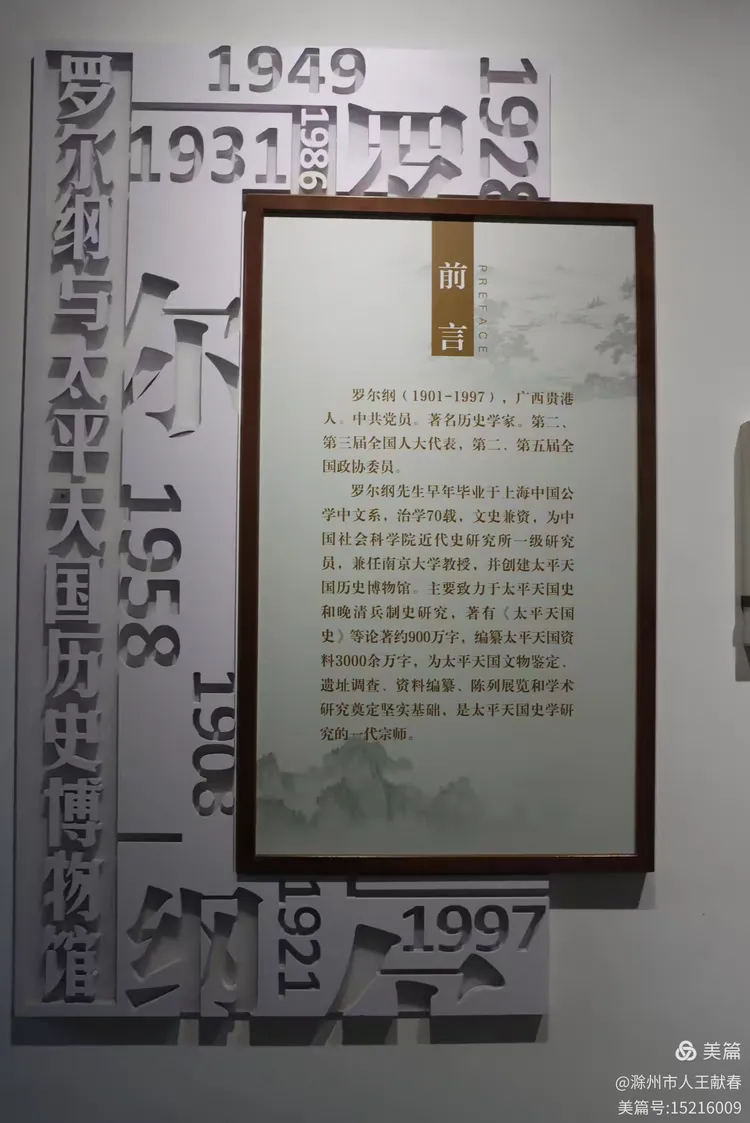 罗尔纲与太平天国历史博物馆
1949
1928
1931
1986
罗
尔
1958
1908
纲
1921
1997
前言
PREFACE
罗尔纲(1901-1997),广西贵港
人。中共党员。著名历史学家。第二、
第三届全国人大代表,第二、第五届全
国政协委员。
罗尔纲先生早年毕业于上海中国公
学中文系,治学70载,文史兼资,为中
国社会科学院近代史研究所一级研究
员,兼任南京大学教授,并创建太平天
国历史博物馆。主要致力于太平天国史
和晚清兵制史研究,著有《太平天国
史》等论著约900万字,编纂太平天国资
料3000余万字,为太平天国文物鉴定、
遗址调查、资料编纂、陈列展览和学术
研究奠定坚实基础,是太平天国史学研
究的一代宗师。
美篇
@滁州市人王献春
美篇号:15216009